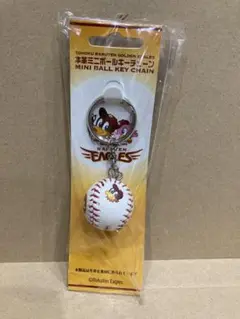 TOHOKU RAKUTEN GOLDEN EAGLES
本革ミニボールキーチェーン
MINI BALL KEY CHAIN
RAKUTEN
EAGLES
©Rakuten Eagles